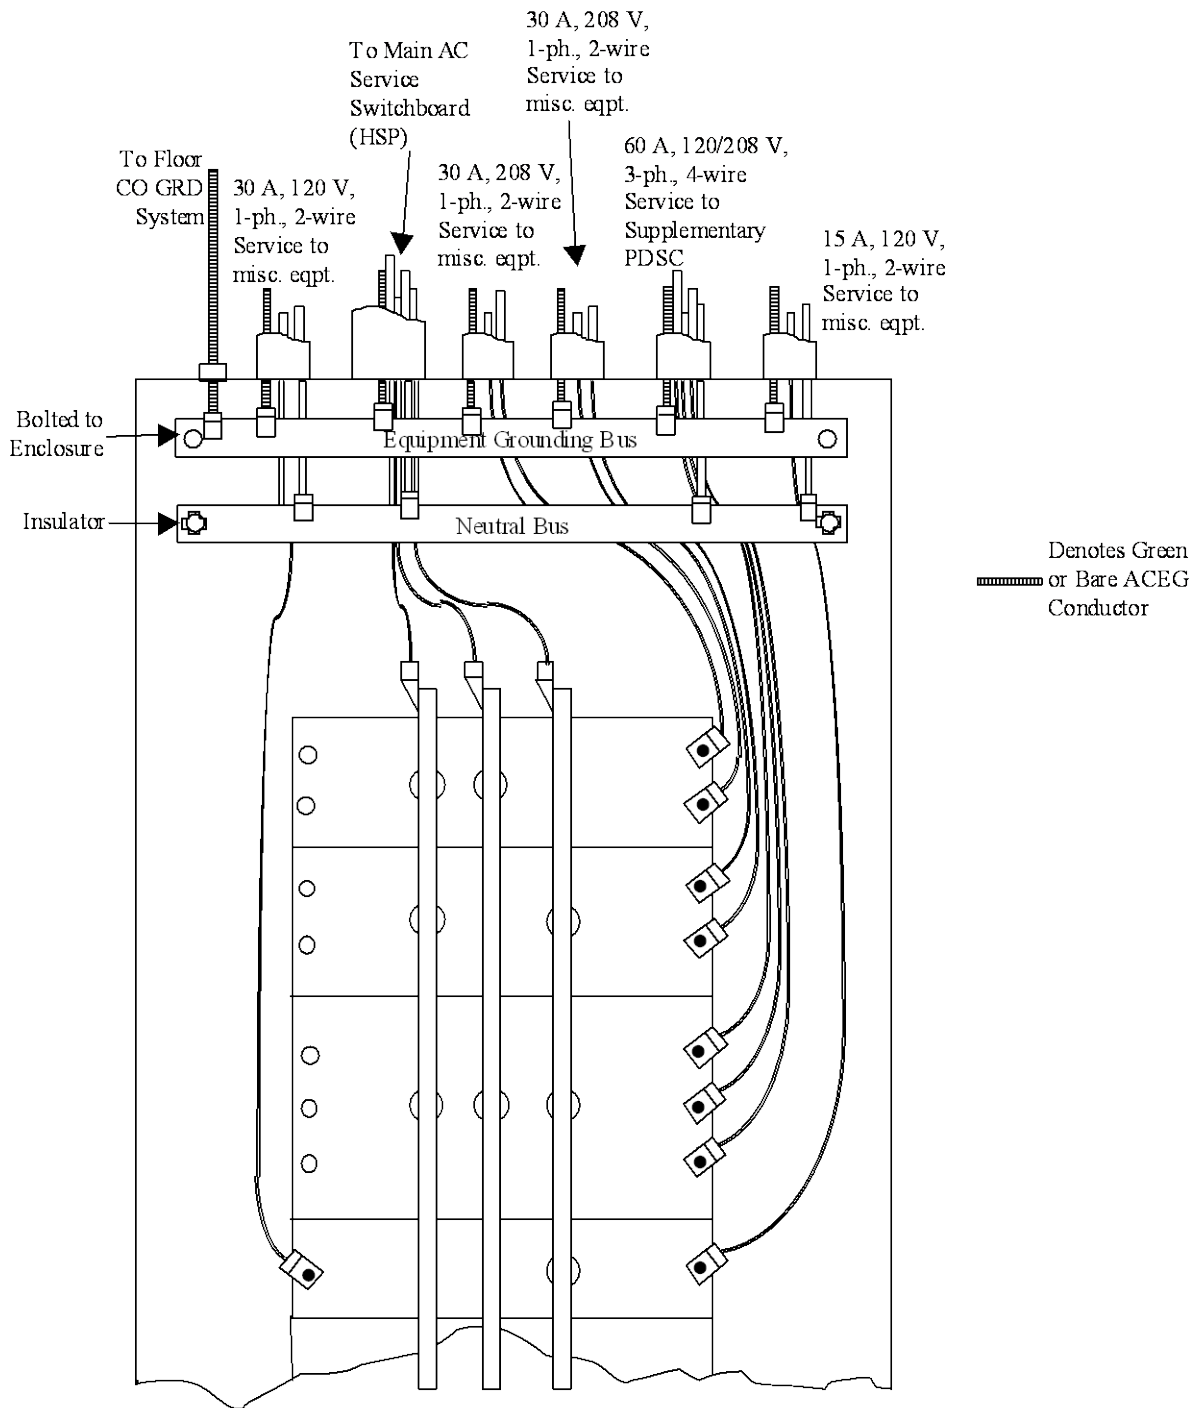 30 A, 208 V,
1-ph., 2-wire
Service to
misc. eqpt.
To Main AC
Service
Switchboard
(HSP)
60 A, 120/208 V,
3-ph., 4-wire
Service to
Supplementary
PDSC
To Floor
CO GRD
System
30 A, 120 V,
1-ph., 2-wire
Service to
misc. eqpt.
30 A, 208 V,
1-ph., 2-wire
Service to
misc. eqpt.
15 A, 120 V,
1-ph., 2-wire
Service to
misc. eqpt.
Bolted to
Enclosure
Equipment Grounding Bus
Insulator
Neutral Bus
Denotes Green
or Bare ACEG
Conductor